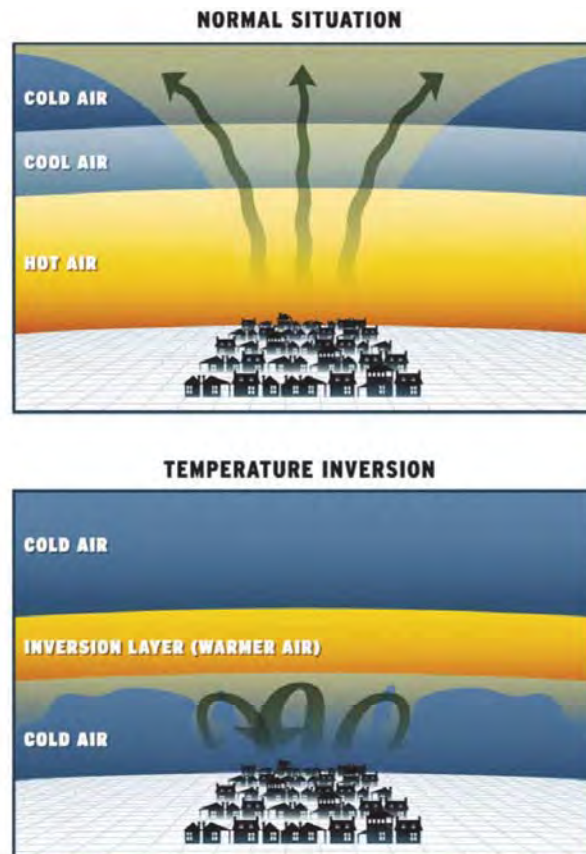 NORMAL SITUATION
COLD AIR
COOL AIR
HOT AIR
TEMPERATURE INVERSION
COLD AIR
INVERSION LAYER (WARMER AIR)
COLD AIR